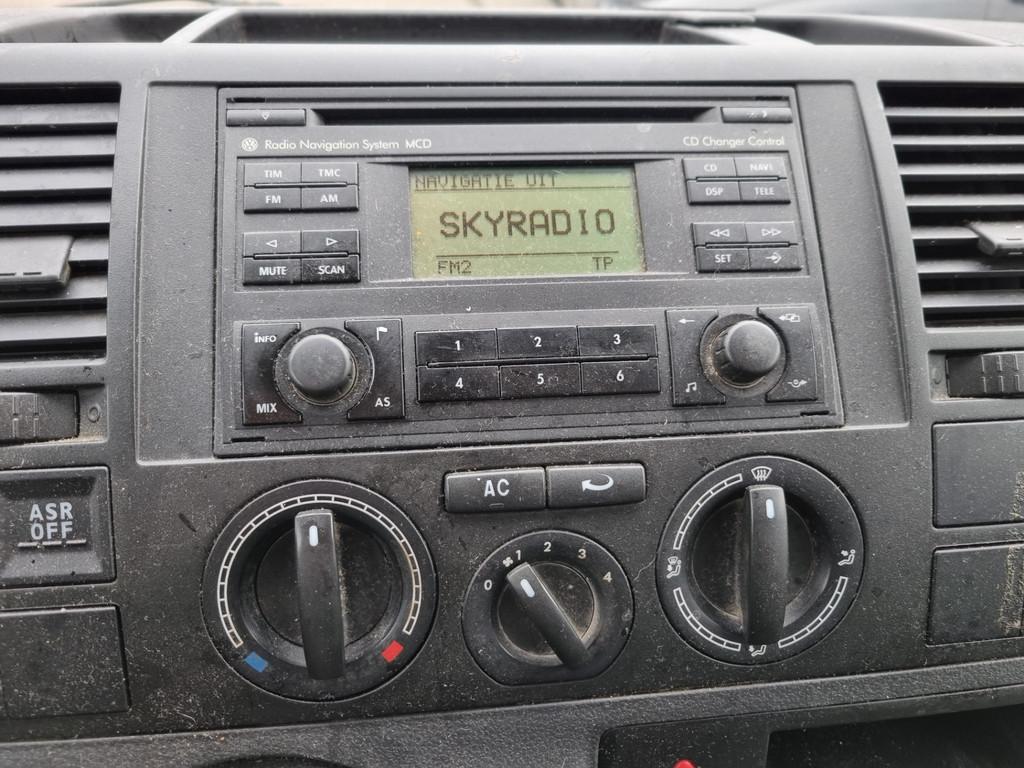 Radio Navigation System MCD
CD Changer Control
TIM TMC
FM AM
MUTE SCAN
NAVIGATIE UIT
SKYRADIO
FM2 TP
CD NAVI
DSP TELE
SET
INFO
MIX
AS
1 2 3
4 5 6
ASR
OFF
AC
0 1 2 3 4